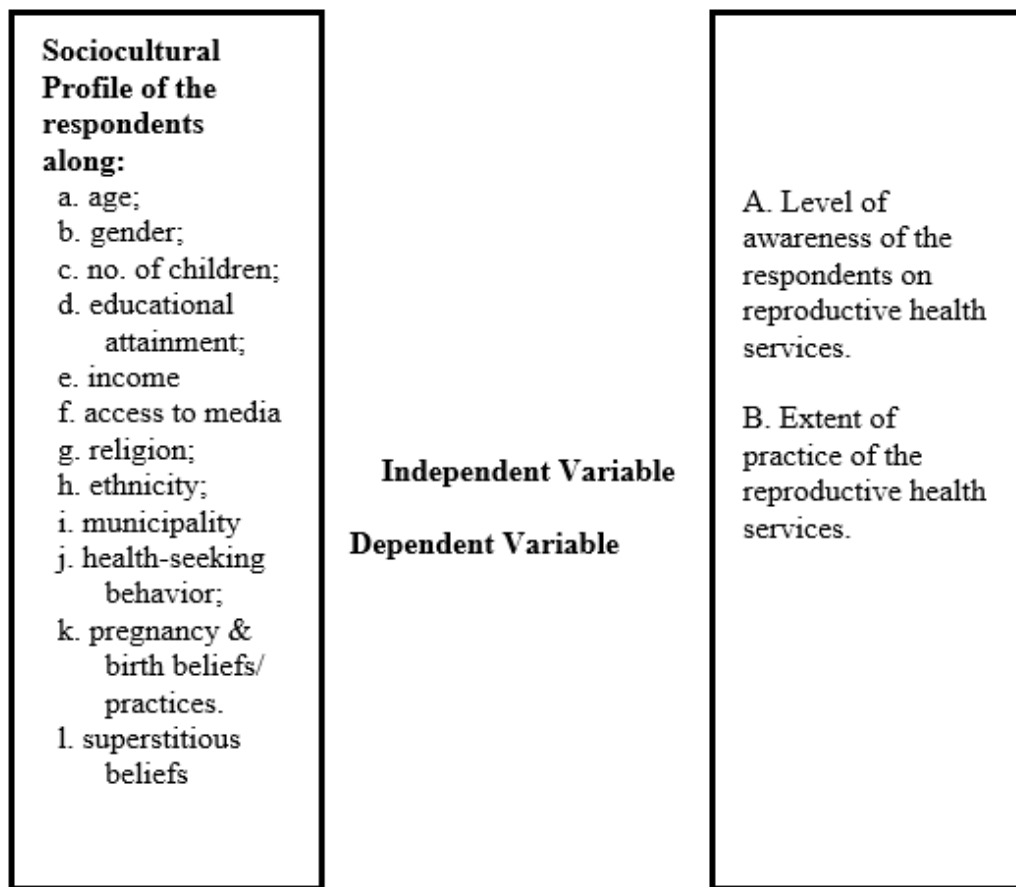 Sociocultural
Profile of the
respondents
along:
a. age;
b. gender;
c. no. of children;
d. educational
attainment;
e. income
f. access to media
g. religion;
h. ethnicity;
i. municipality
j. health-seeking
behavior;
k. pregnancy &
birth beliefs/
practices.
l. superstitious
beliefs
Independent Variable
Dependent Variable
A. Level of
awareness of the
respondents on
reproductive health
services.
B. Extent of
practice of the
reproductive health
services.